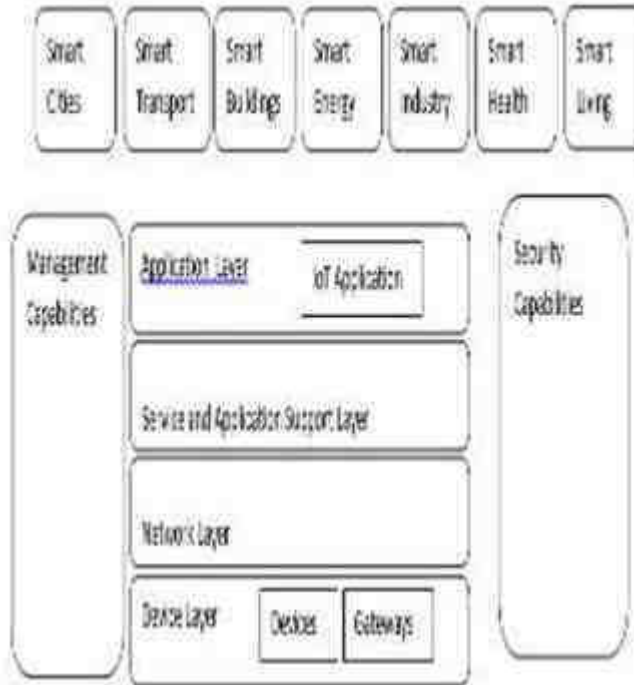 Smart
Cities
Smart
Transport
Smart
Buildings
Smart
Energy
Smart
Industry
Smart
Health
Smart
Living
Management
Capabilities
Application Layer
IoT Application
Service and Application Support Layer
Network Layer
Device Layer
Devices
Gateways
Security
Capabilities